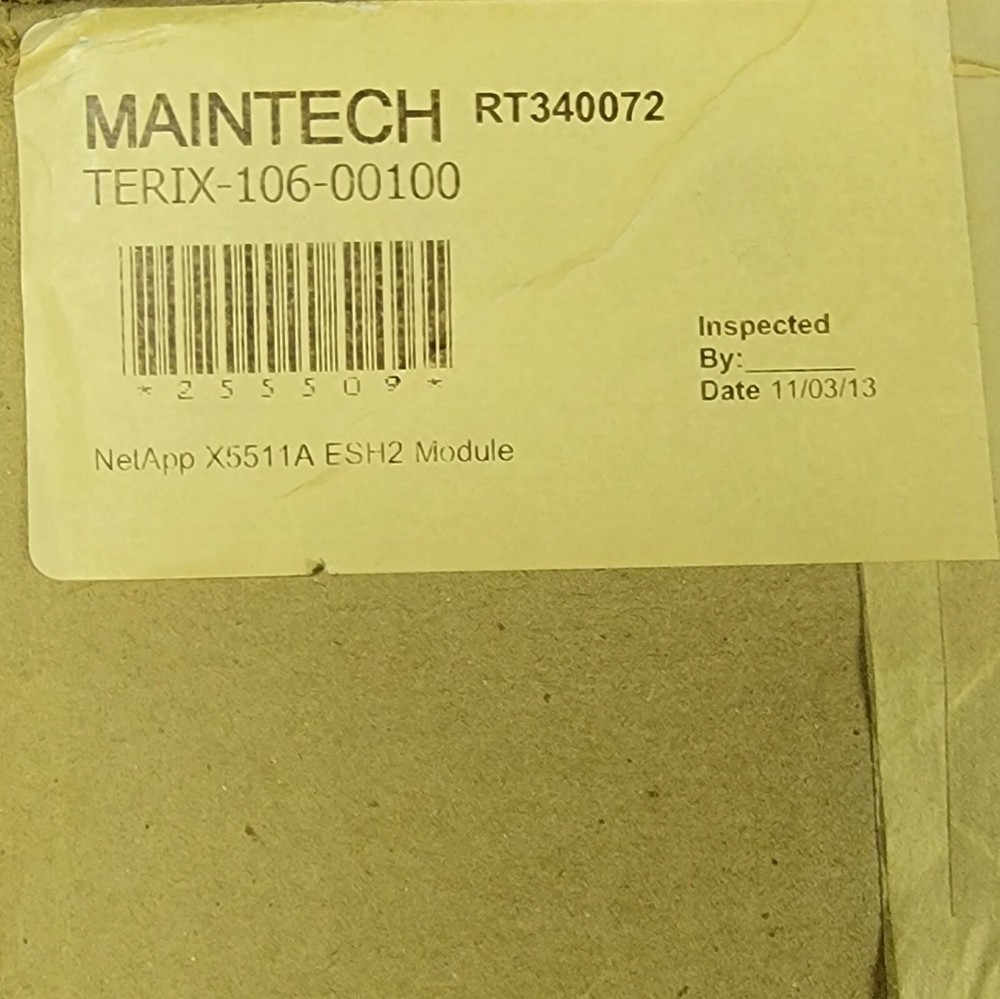 MAINTECH RT340072
TERIX-106-00100
*255509*
Inspected
By:_______
Date 11/03/13
NetApp X5511A ESH2 Module